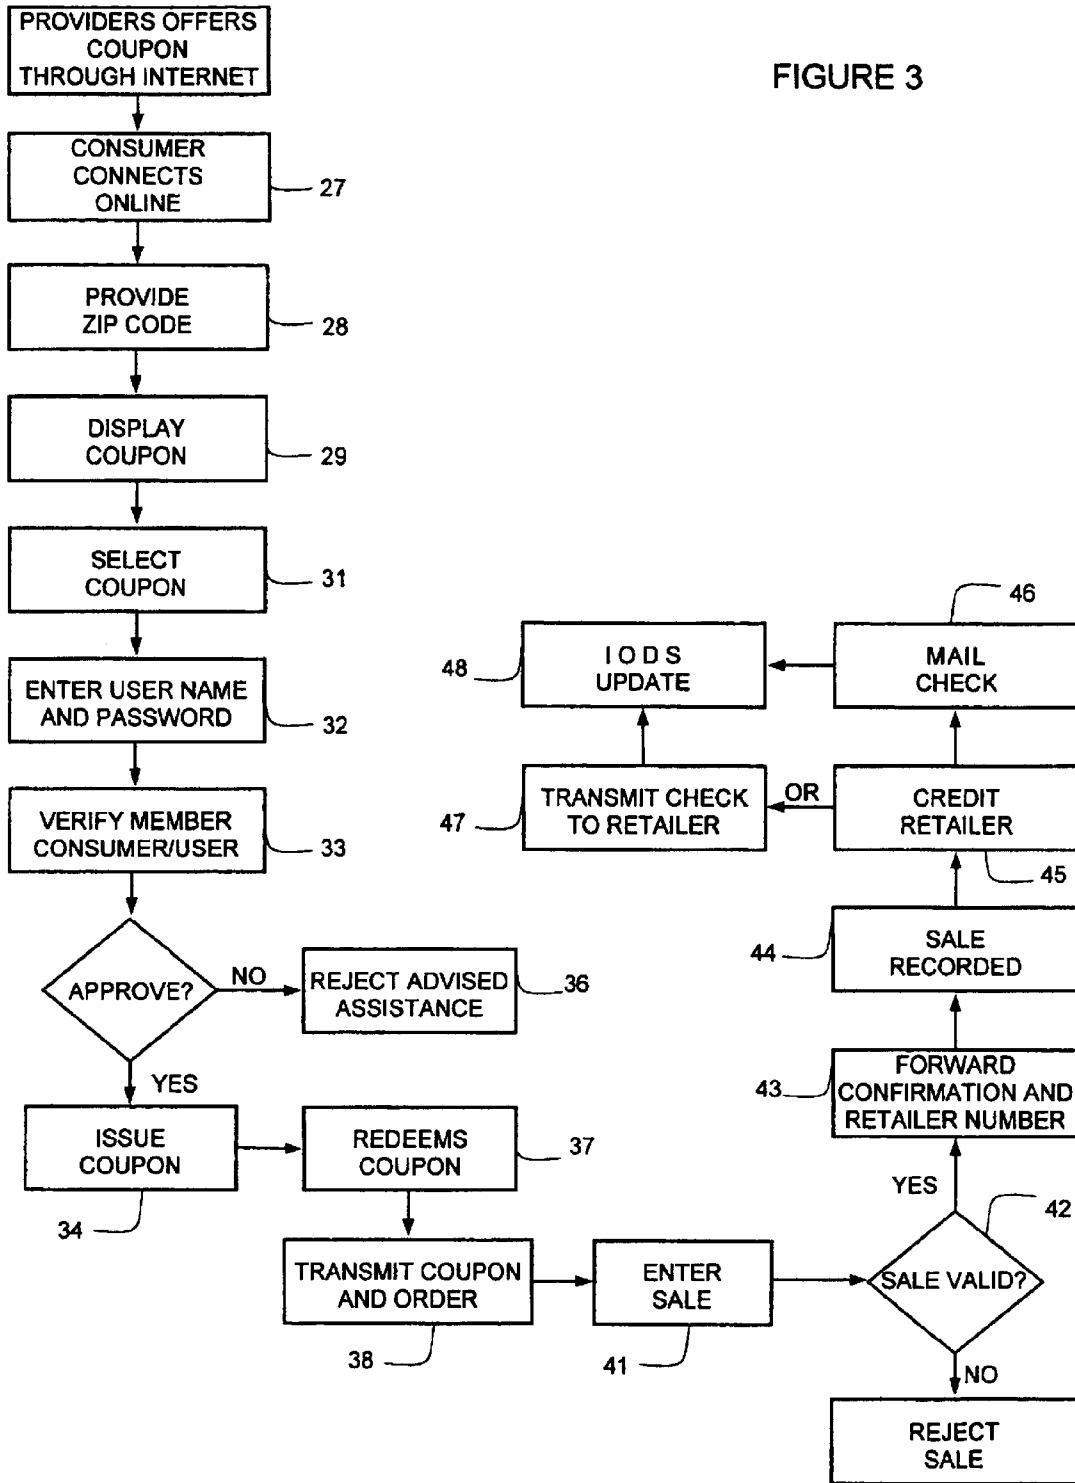 PROVIDERS OFFERS
COUPON
THROUGH INTERNET
FIGURE 3
CONSUMER
CONNECTS
ONLINE
27
PROVIDE
ZIP CODE
28
DISPLAY
COUPON
29
SELECT
COUPON
31
ENTER USER NAME
AND PASSWORD
32
VERIFY MEMBER
CONSUMER/USER
33
APPROVE?
NO
REJECT ADVISED
ASSISTANCE
36
YES
ISSUE
COUPON
34
REDEEMS
COUPON
37
TRANSMIT COUPON
AND ORDER
38
ENTER
SALE
41
SALE VALID?
42
NO
REJECT
SALE
YES
FORWARD
CONFIRMATION AND
RETAILER NUMBER
43
SALE
RECORDED
44
CREDIT
RETAILER
45
OR
TRANSMIT CHECK
TO RETAILER
47
MAIL
CHECK
46
I O D S
UPDATE
48